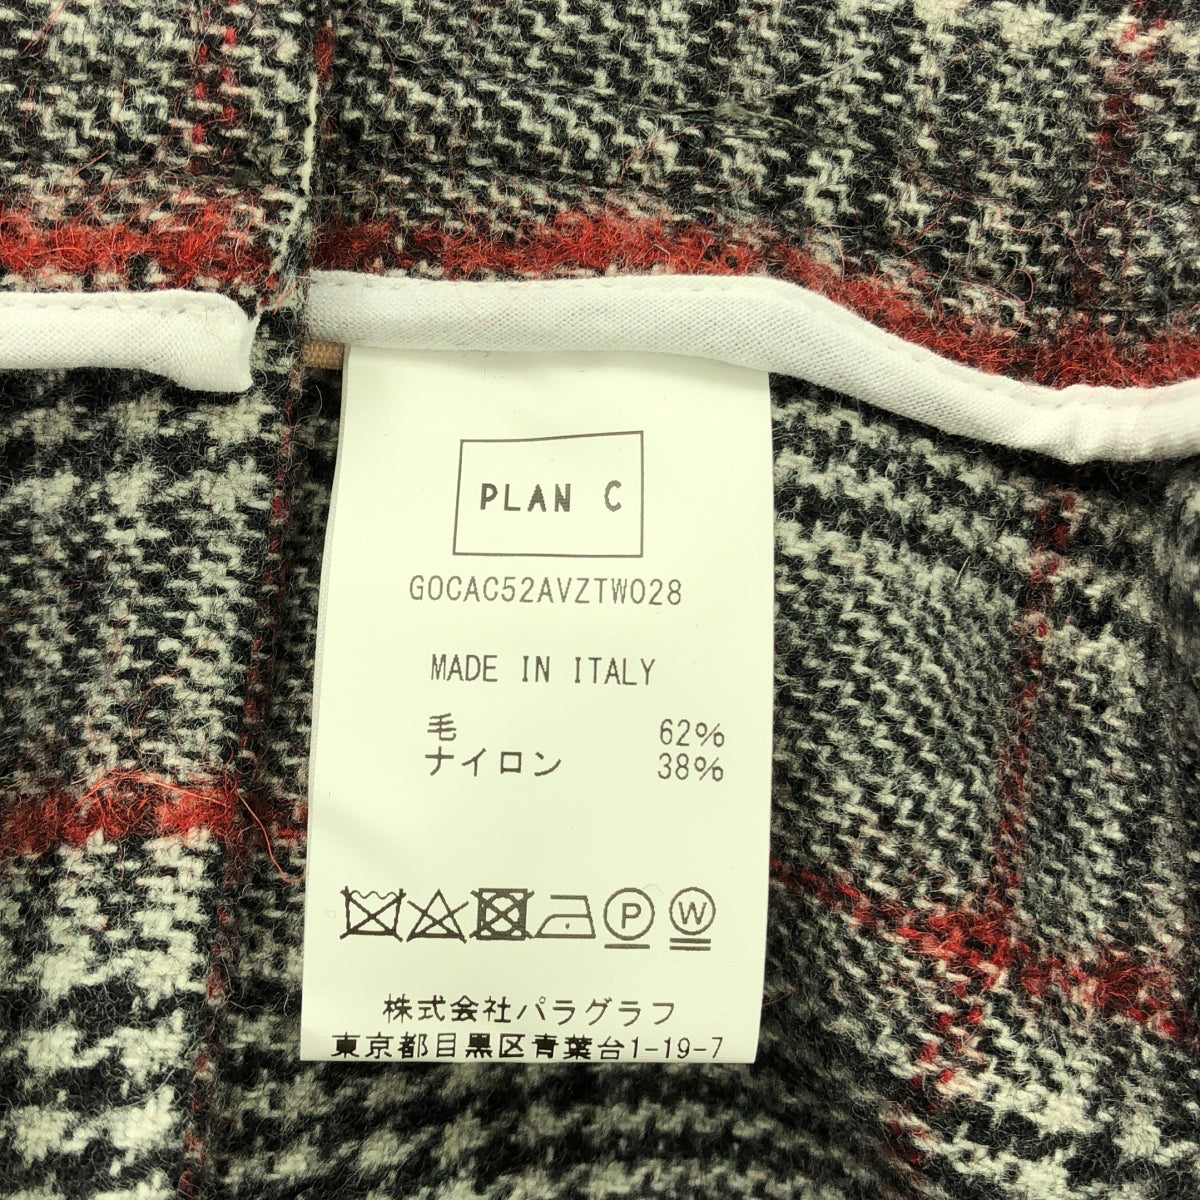 PLAN C
GOCAC52AVZTW028
MADE IN ITALY
毛 62%
ナイロン 38%
P W
株式会社パラグラフ
東京都目黒区青葉台1-19-7